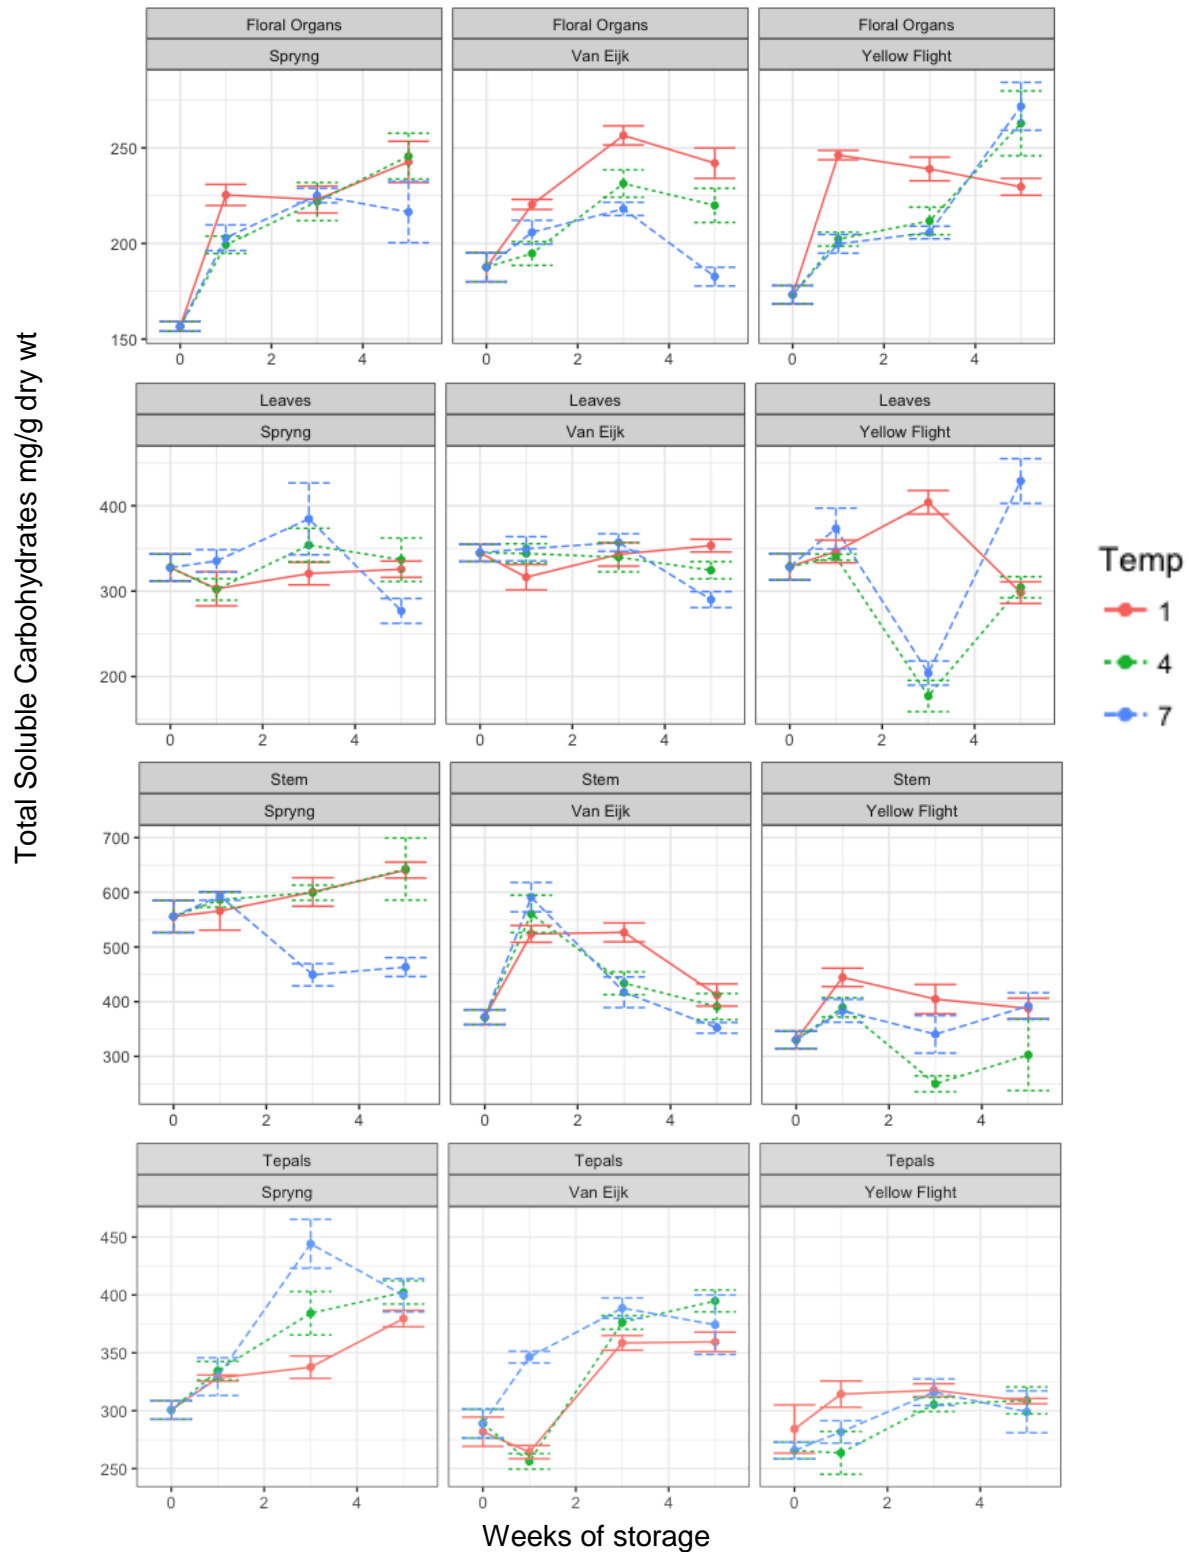 Total Soluble Carbohydrates mg/g dry wt
Floral Organs Floral Organs Floral Organs
Spryng Van Eijk Yellow Flight
250
200
150
0 2 4 0 2 4 0 2 4
Leaves Leaves Leaves
Spryng Van Eijk Yellow Flight
400
300
200
0 2 4 0 2 4 0 2 4
Temp
1
4
7
Stem Stem Stem
Spryng Van Eijk Yellow Flight
700
600
500
400
300
0 2 4 0 2 4 0 2 4
Tepals Tepals Tepals
Spryng Van Eijk Yellow Flight
450
400
350
300
250
0 2 4 0 2 4 0 2 4
Weeks of storage